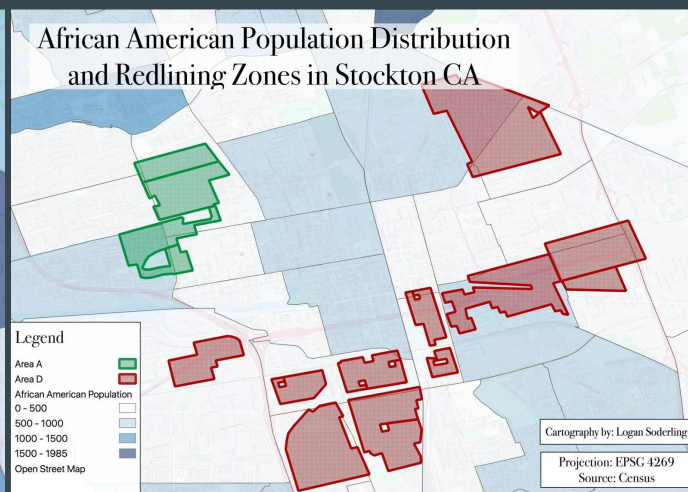 African American Population Distribution
and Redlining Zones in Stockton CA
Legend
Area A
Area D
African American Population
0 - 500
500 - 1000
1000 - 1500
1500 - 1985
Open Street Map
Cartography by: Logan Soderling
Projection: EPSG 4269
Source: Census